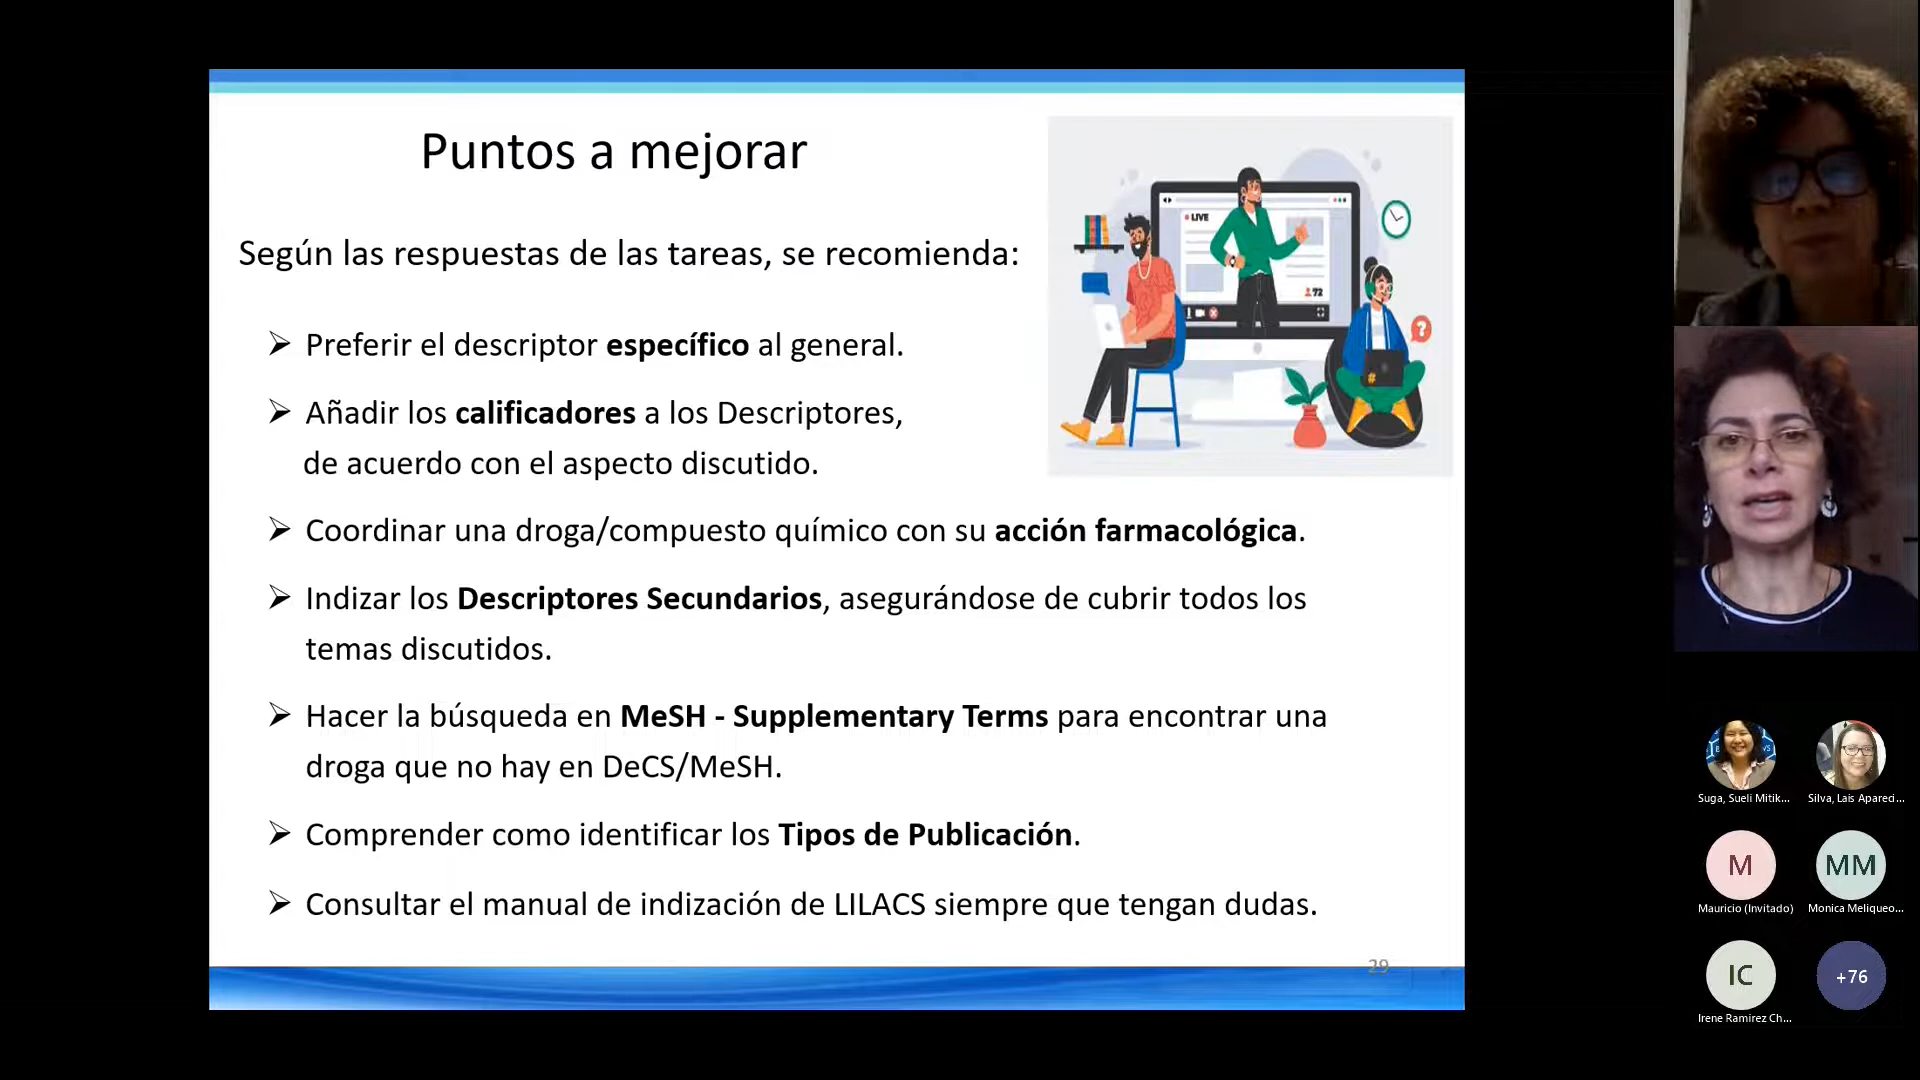 Puntos a mejorar
Según las respuestas de las tareas, se recomienda:
LIVE
72
?
#
➢ Preferir el descriptor específico al general.
➢ Añadir los calificadores a los Descriptores,
de acuerdo con el aspecto discutido.
➢ Coordinar una droga/compuesto químico con su acción farmacológica.
➢ Indizar los Descriptores Secundarios, asegurándose de cubrir todos los
temas discutidos.
➢ Hacer la búsqueda en MeSH - Supplementary Terms para encontrar una
droga que no hay en DeCS/MeSH.
➢ Comprender como identificar los Tipos de Publicación.
➢ Consultar el manual de indización de LILACS siempre que tengan dudas.
29
Suga, Sueli Mitik...
Silva, Lais Apareci...
M
MM
Mauricio (Invitado)
Monica Meliqueo...
IC
+76
Irene Ramirez Ch...